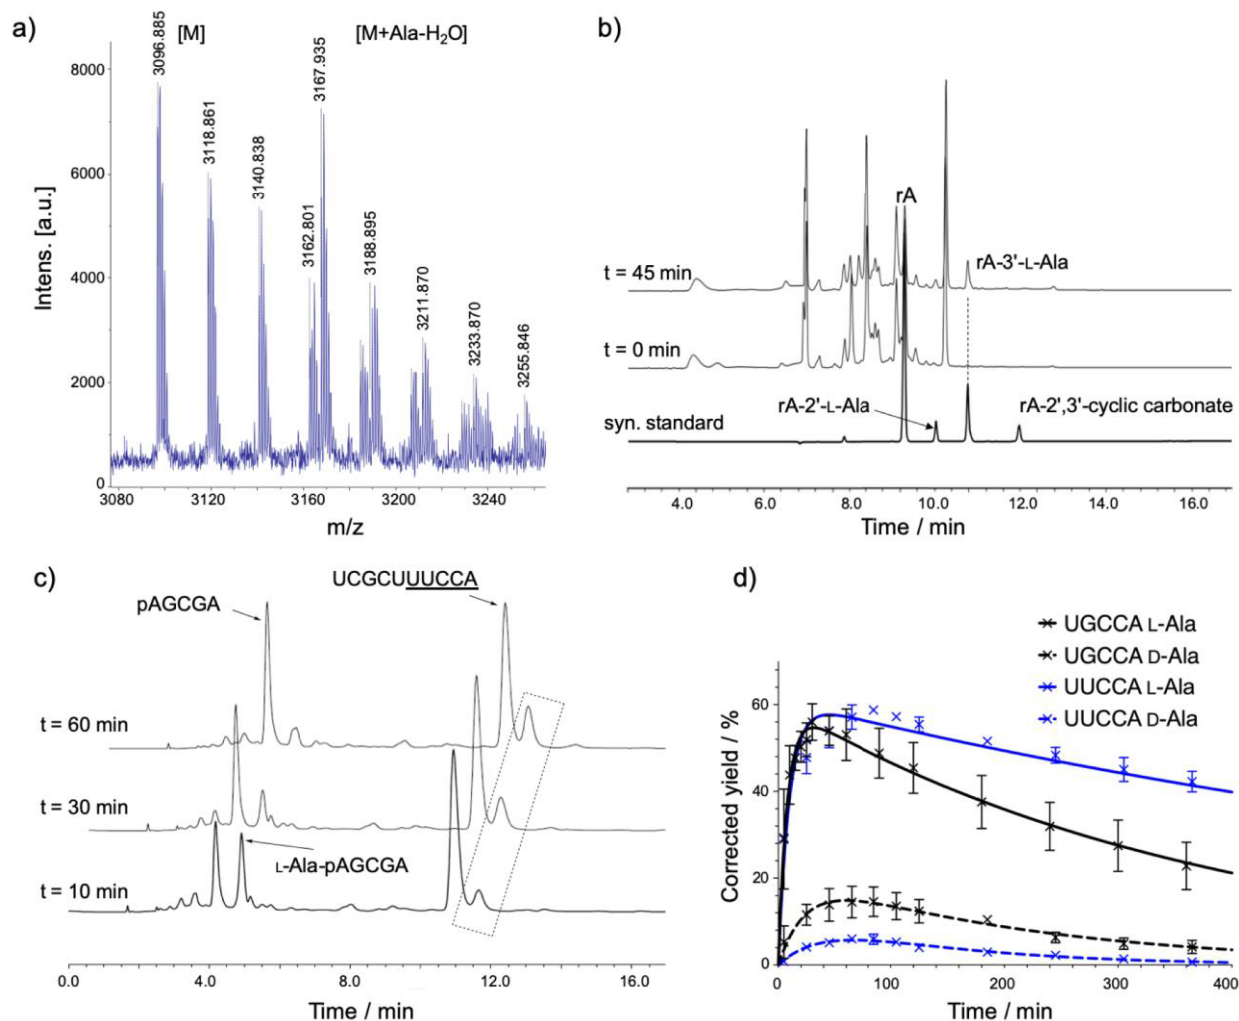 a)
[M]
[M+Ala-H₂O]
3096.885
3118.861
3140.838
3162.801
3167.935
3188.895
3211.870
3233.870
3255.846
8000
6000
4000
2000
0
Intens. [a.u.]
3080
3120
3160
3200
3240
m/z
b)
rA
t = 45 min
rA-3'-L-Ala
t = 0 min
rA-2'-L-Ala
rA-2',3'-cyclic carbonate
syn. standard
4.0
6.0
8.0
10.0
12.0
14.0
16.0
Time / min
c)
UCGCUUUCCA
pAGCGA
t = 60 min
t = 30 min
L-Ala-pAGCGA
t = 10 min
0.0
4.0
8.0
12.0
16.0
Time / min
d)
UGCCA L-Ala
UGCCA D-Ala
UUCCA L-Ala
UUCCA D-Ala
60
40
20
0
Corrected yield / %
0
100
200
300
400
Time / min